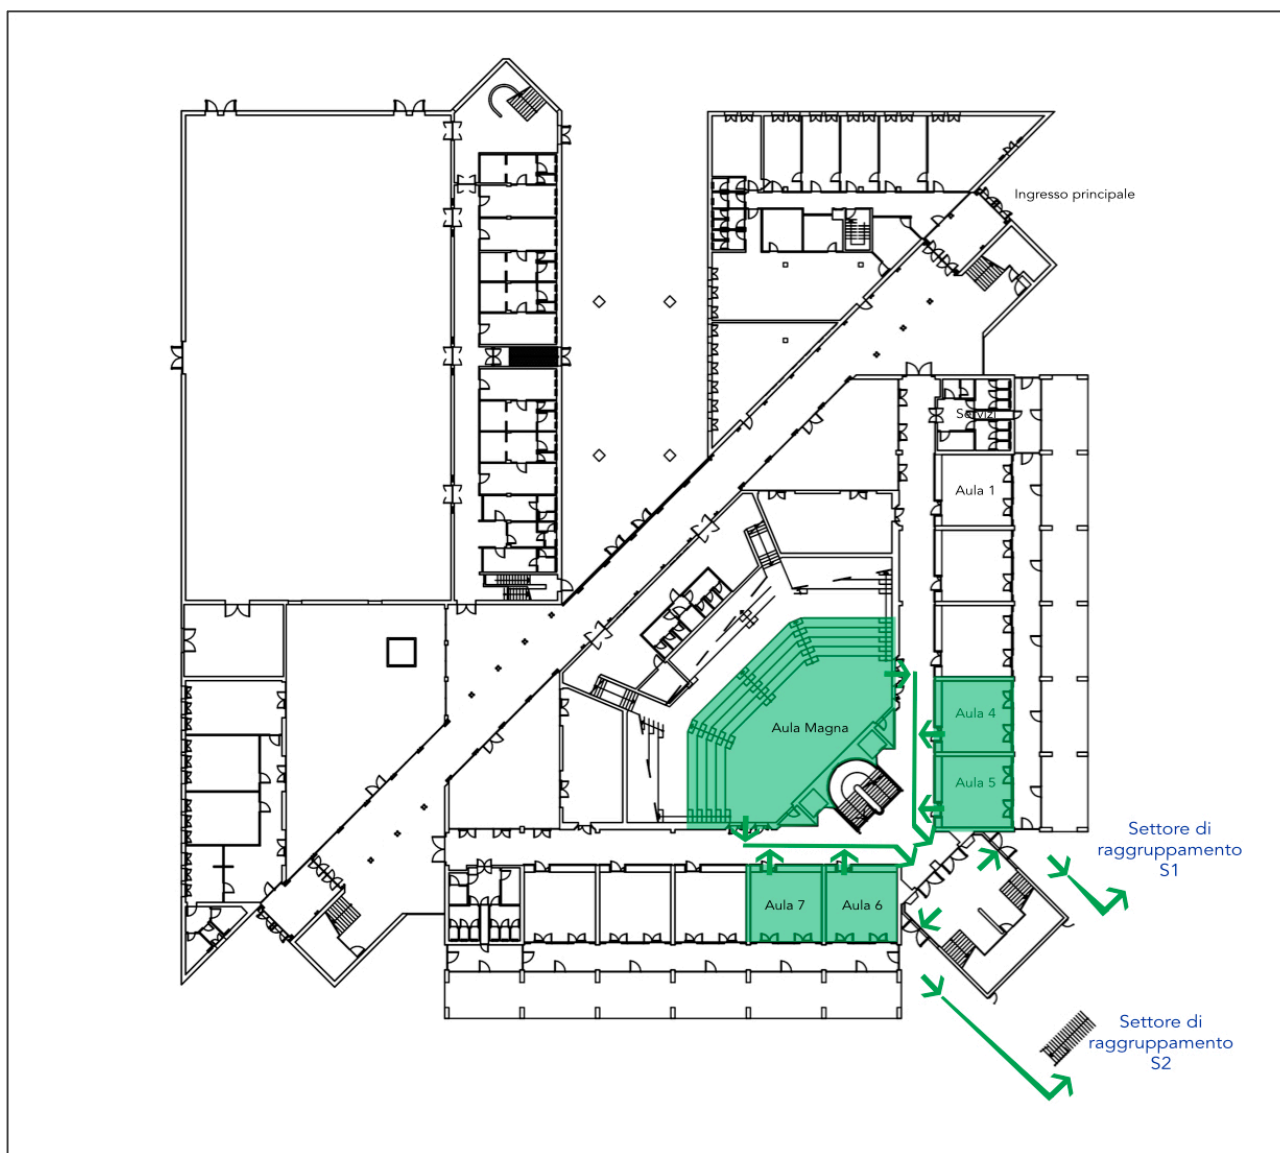 Ingresso principale
Servizi
Aula 1
Aula 4
Aula Magna
Aula 5
Settore di
raggruppamento
S1
Aula 7
Aula 6
Settore di
raggruppamento
S2